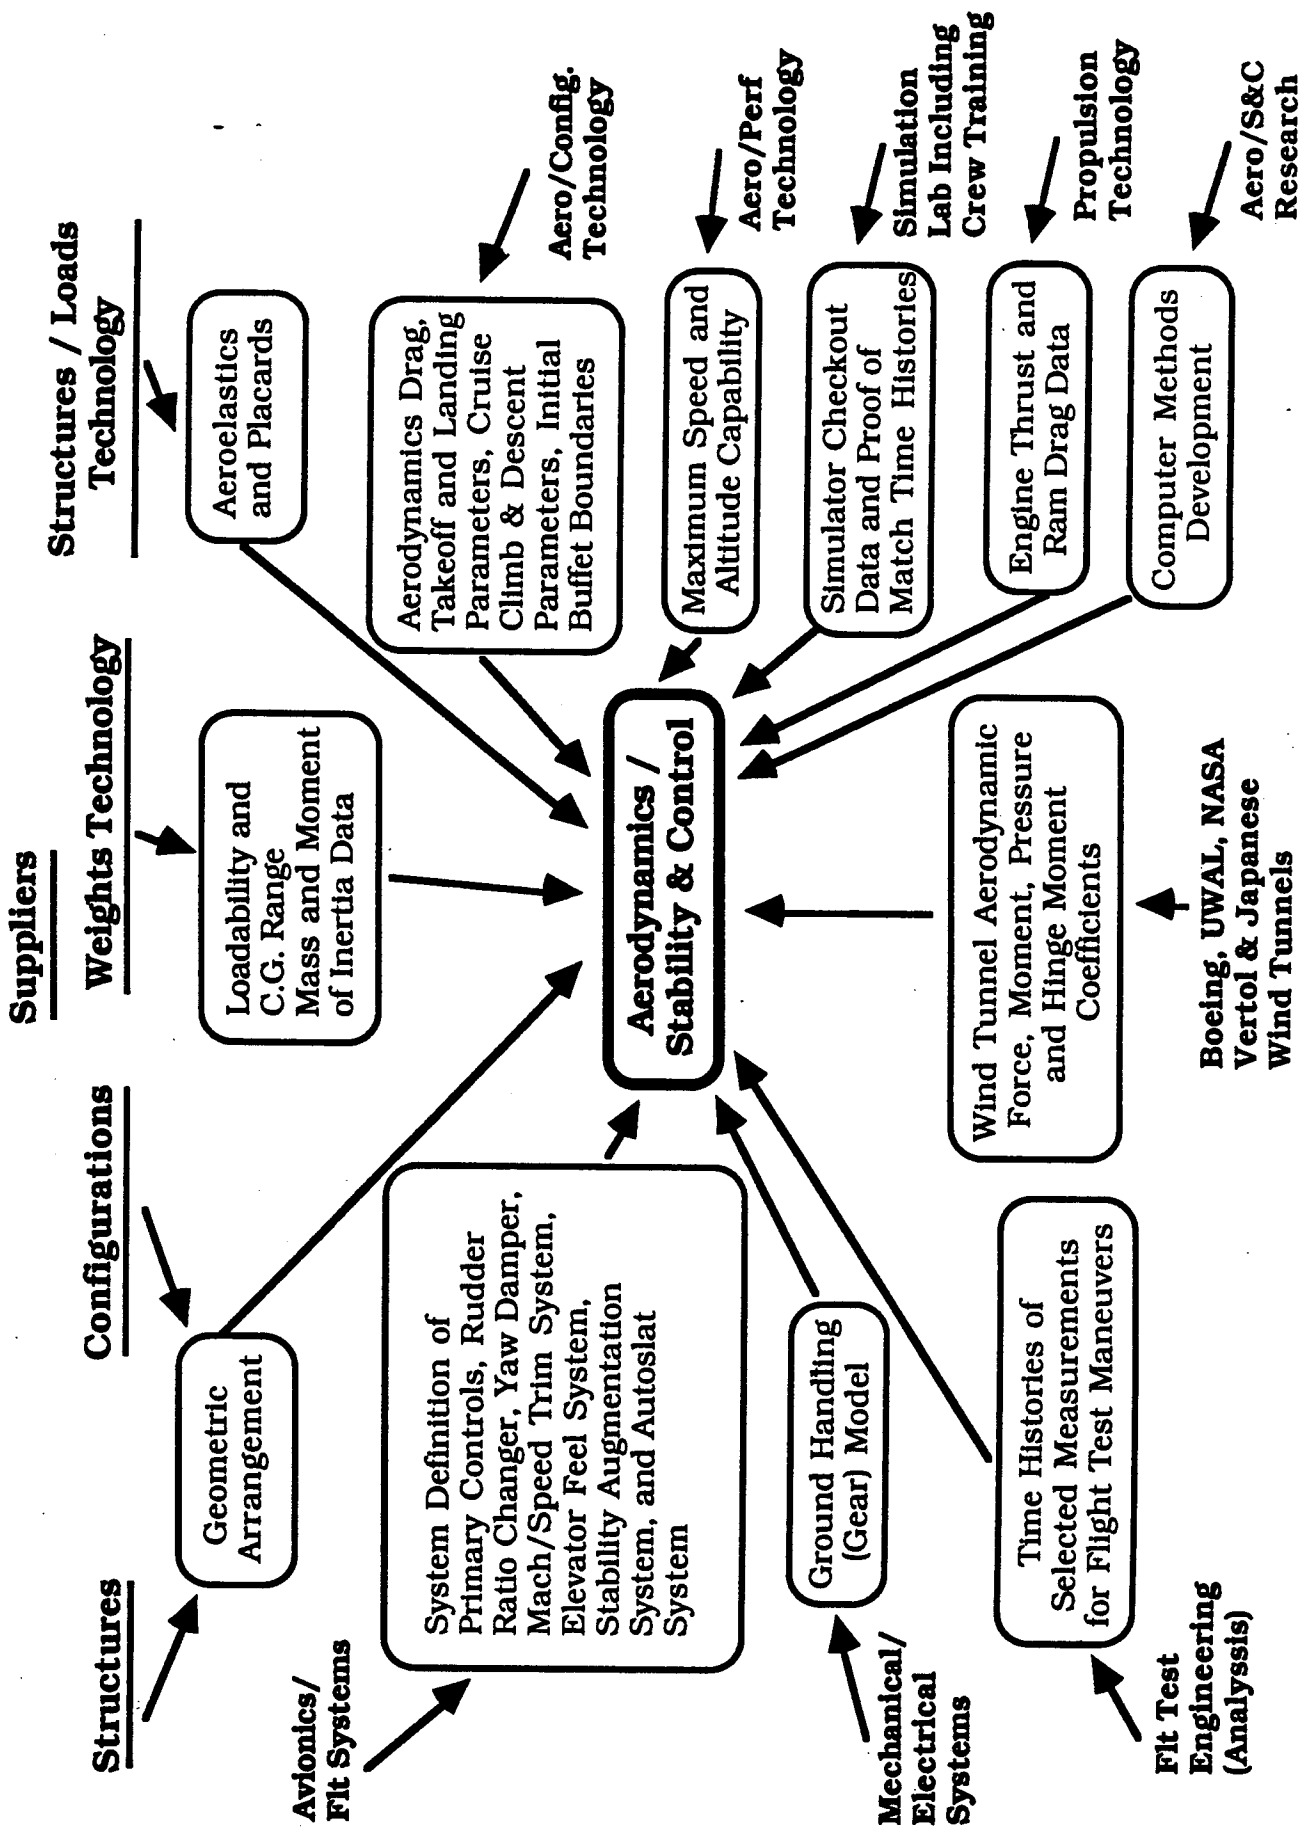 Suppliers
Structures
Configurations
Weights Technology
Structures / Loads
Technology
Geometric
Arrangement
Loadability and
C.G. Range
Mass and Moment
of Inertia Data
Aeroelastics
and Placards
Avionics/
Flt Systems
System Definition of
Primary Controls, Rudder
Ratio Changer, Yaw Damper,
Mach/Speed Trim System,
Elevator Feel System,
Stability Augmentation
System, and Autoslat
System
Aerodynamics Drag,
Takeoff and Landing
Parameters, Cruise
Climb & Descent
Parameters, Initial
Buffet Boundaries
Aero/Config.
Technology
Aerodynamics /
Stability & Control
Maximum Speed and
Altitude Capability
Aero/Perf
Technology
Mechanical/
Electrical
Systems
Ground Handling
(Gear) Model
Simulator Checkout
Data and Proof of
Match Time Histories
Simulation
Lab Including
Crew Training
Flt Test
Engineering
(Analyssis)
Time Histories of
Selected Measurements
for Flight Test Maneuvers
Wind Tunnel Aerodynamic
Force, Moment, Pressure
and Hinge Moment
Coefficients
Boeing, UWAL, NASA
Vertol & Japanese
Wind Tunnels
Engine Thrust and
Ram Drag Data
Propulsion
Technology
Computer Methods
Development
Aero/S&C
Research